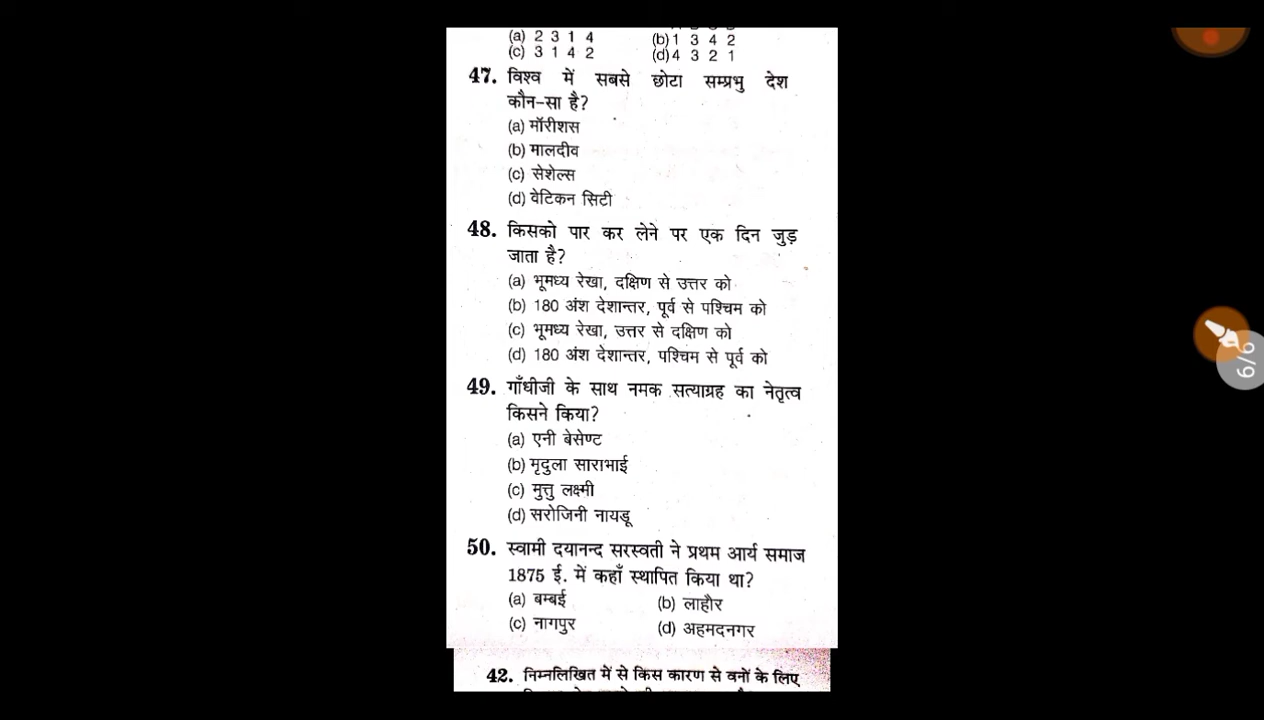 (a) 2 3 1 4 (b) 1 3 4 2
(c) 3 1 4 2 (d) 4 3 2 1
47. विश्व में सबसे छोटा सम्प्रभु देश
कौन-सा है?
(a) मॉरीशस
(b) मालदीव
(c) सेशेल्स
(d) वेटिकन सिटी
48. किसको पार कर लेने पर एक दिन जुड़
जाता है?
(a) भूमध्य रेखा, दक्षिण से उत्तर को
(b) 180 अंश देशान्तर, पूर्व से पश्चिम को
(c) भूमध्य रेखा, उत्तर से दक्षिण को
(d) 180 अंश देशान्तर, पश्चिम से पूर्व को
49. गाँधीजी के साथ नमक सत्याग्रह का नेतृत्व
किसने किया?
(a) एनी बेसेण्ट
(b) मृदुला साराभाई
(c) मुत्तु लक्ष्मी
(d) सरोजिनी नायडू
50. स्वामी दयानन्द सरस्वती ने प्रथम आर्य समाज
1875 ई. में कहाँ स्थापित किया था?
(a) बम्बई (b) लाहौर
(c) नागपुर (d) अहमदनगर
42. निम्नलिखित में से किस कारण से वनों के लिए
9/9